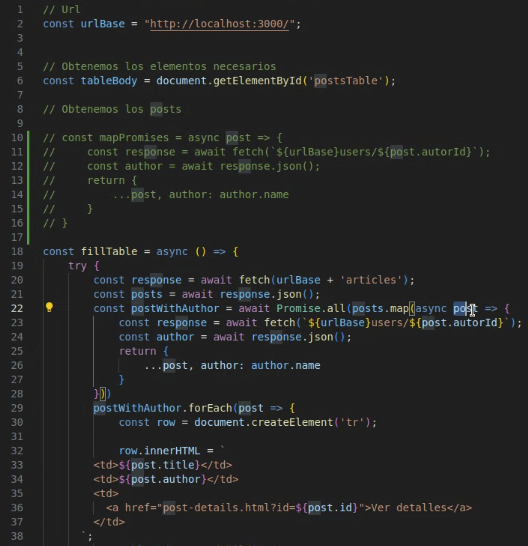 1 // Url
2 const urlBase = "http://localhost:3000/";
3
4
5 // Obtenemos los elementos necesarios
6 const tableBody = document.getElementById('postsTable');
7
8 // Obtenemos los posts
9
10 // const mapPromises = async post => {
11 //     const response = await fetch(`${urlBase}users/${post.autorId}`);
12 //     const author = await response.json();
13 //     return {
14 //         ...post, author: author.name
15 //     }
16 // }
17
18 const fillTable = async () => {
19     try {
20         const response = await fetch(urlBase + 'articles');
21         const posts = await response.json();
22         const postWithAuthor = await Promise.all(posts.map(async post => {
23             const response = await fetch(`${urlBase}users/${post.autorId}`);
24             const author = await response.json();
25             return {
26                 ...post, author: author.name
27             }
28         }))
29         postWithAuthor.forEach(post => {
30             const row = document.createElement('tr');
31
32             row.innerHTML = `
33         <td>${post.title}</td>
34         <td>${post.author}</td>
35         <td>
36           <a href="post-details.html?id=${post.id}">Ver detalles</a>
37         </td>
38       `;